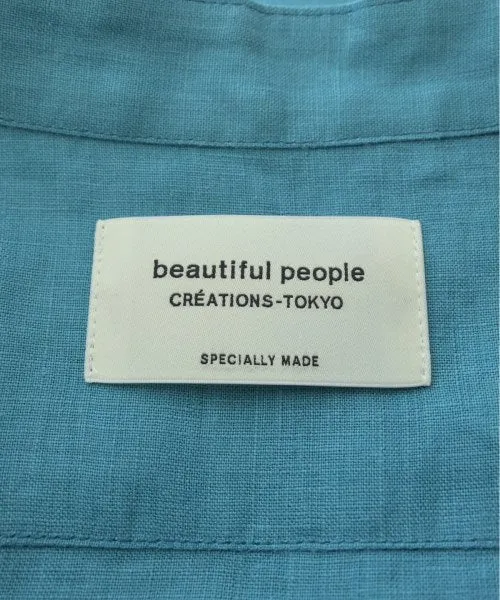 beautiful people
CRÉATIONS-TOKYO
SPECIALLY MADE